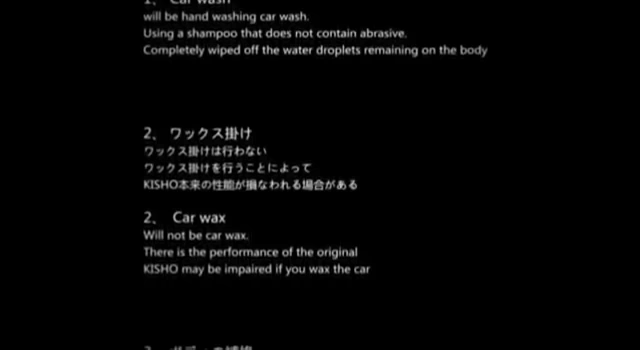 1、 Car wash
will be hand washing car wash.
Using a shampoo that does not contain abrasive.
Completely wiped off the water droplets remaining on the body
2、 ワックス掛け
ワックス掛けは行わない
ワックス掛けを行うことによって
KISHO本来の性能が損なわれる場合がある
2、 Car wax
Will not be car wax.
There is the performance of the original
KISHO may be impaired if you wax the car